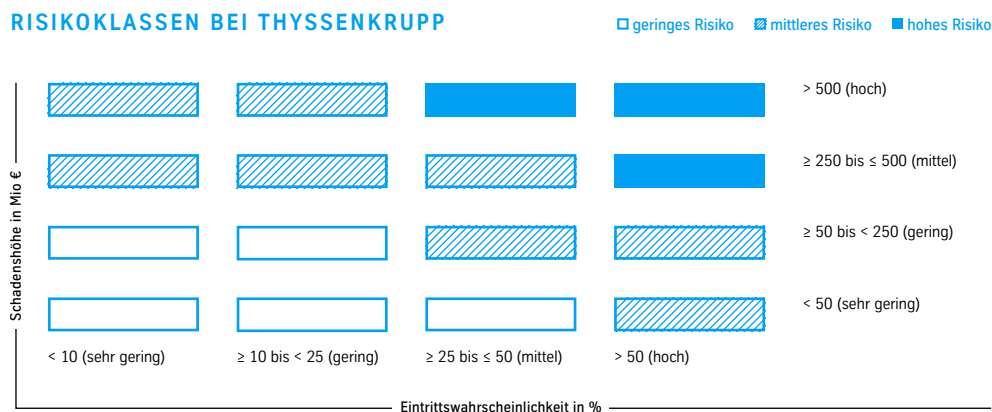 RISIKOKLASSEN BEI THYSSENKRUPP
geringes Risiko mittleres Risiko hohes Risiko
> 500 (hoch)
≥ 250 bis ≤ 500 (mittel)
≥ 50 bis < 250 (gering)
< 50 (sehr gering)
Schadenshöhe in Mio €
< 10 (sehr gering) ≥ 10 bis < 25 (gering) ≥ 25 bis ≤ 50 (mittel) > 50 (hoch)
Eintrittswahrscheinlichkeit in %